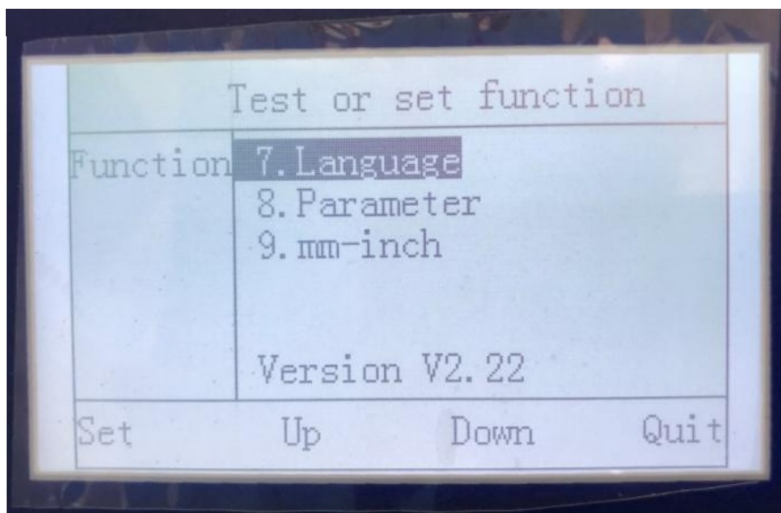 Test or set function
Function 7.Language
8.Parameter
9.mm-inch
Version V2.22
Set Up Down Quit